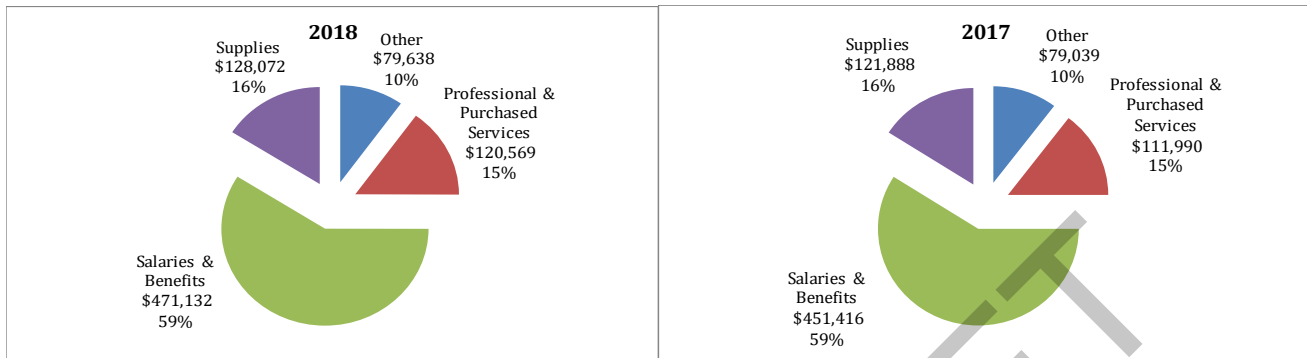 2018
Other
$79,638
10%
Supplies
$128,072
16%
Professional &
Purchased
Services
$120,569
15%
Salaries &
Benefits
$471,132
59%
2017
Other
$79,039
10%
Supplies
$121,888
16%
Professional &
Purchased
Services
$111,990
15%
Salaries &
Benefits
$451,416
59%